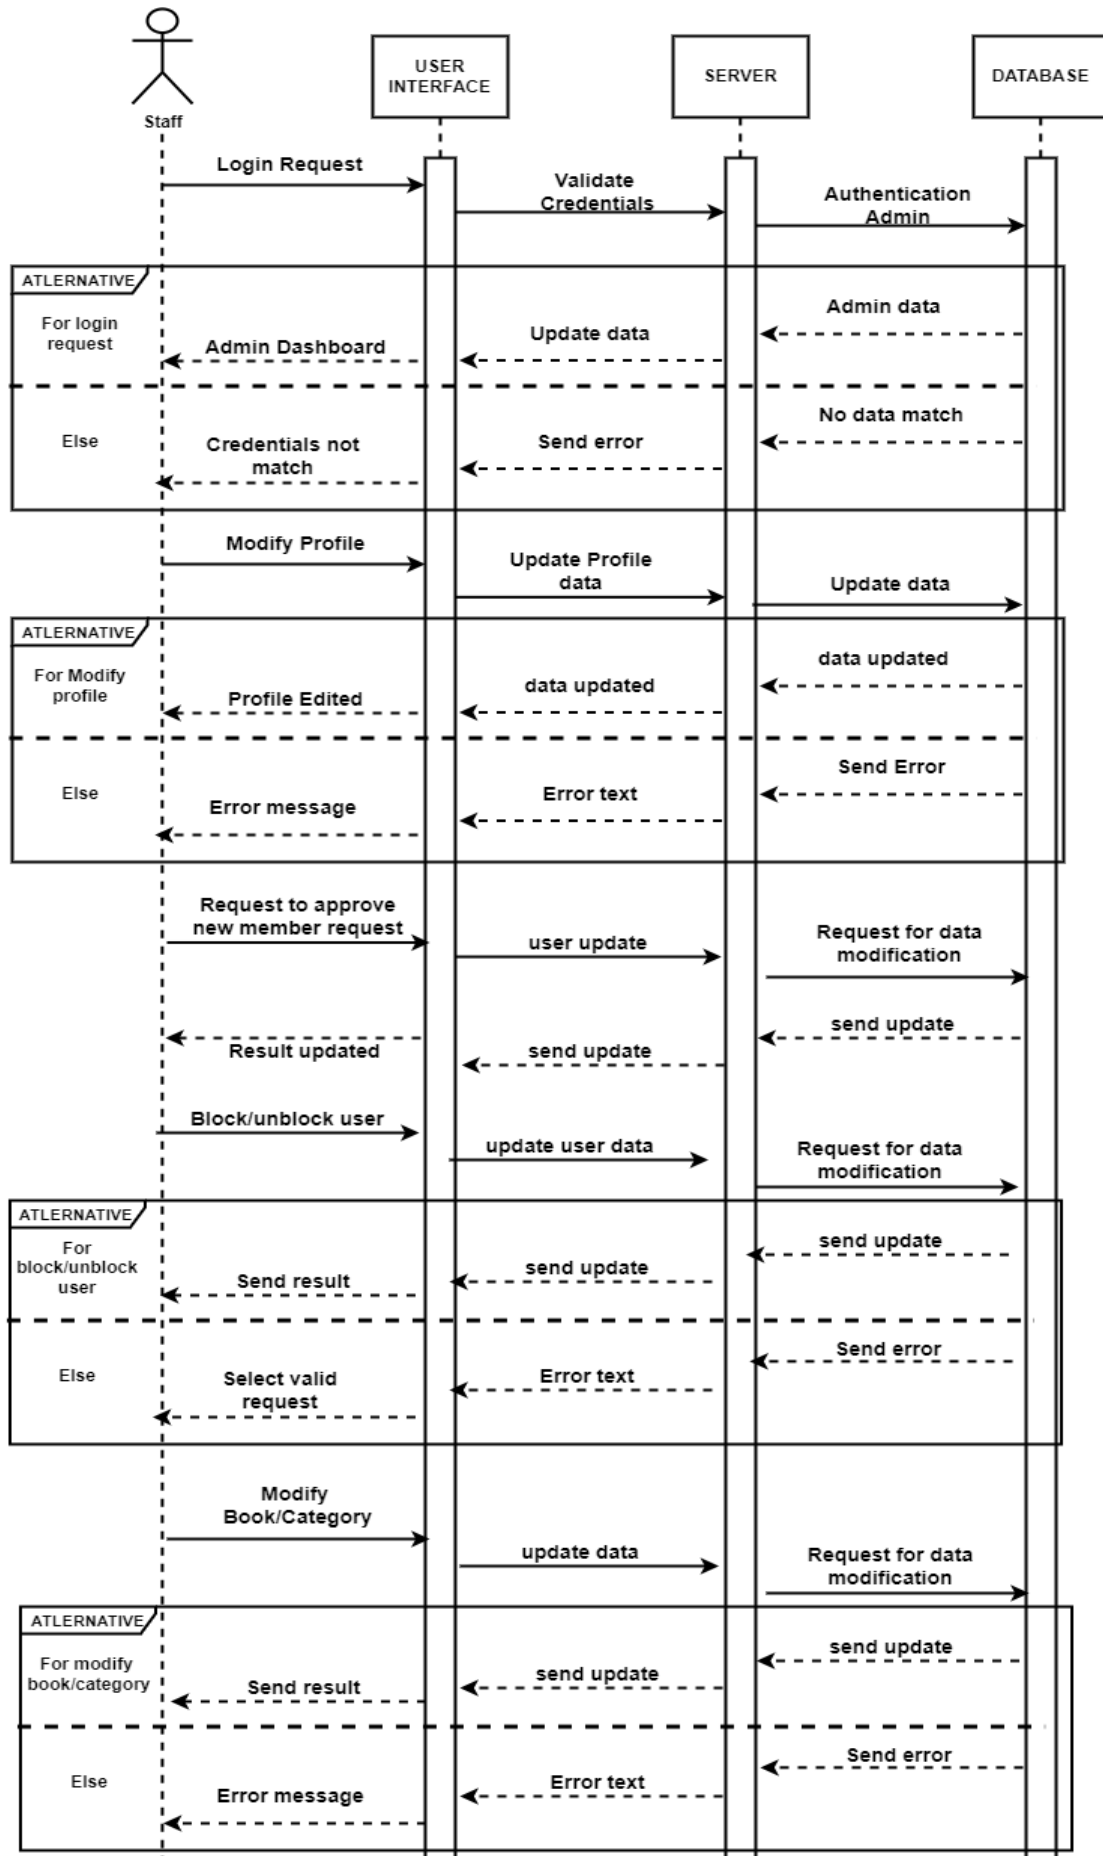 USER
INTERFACE
SERVER
DATABASE
Staff
Login Request
Validate
Credentials
Authentication
Admin
ATLERNATIVE
For login
request
Admin data
Update data
Admin Dashboard
Else
No data match
Send error
Credentials not
match
Modify Profile
Update Profile
data
Update data
ATLERNATIVE
For Modify
profile
data updated
data updated
Profile Edited
Else
Send Error
Error text
Error message
Request to approve
new member request
user update
Request for data
modification
send update
send update
Result updated
Block/unblock user
update user data
Request for data
modification
ATLERNATIVE
For
block/unblock
user
send update
send update
Send result
Else
Send error
Error text
Select valid
request
Modify
Book/Category
update data
Request for data
modification
ATLERNATIVE
For modify
book/category
send update
send update
Send result
Else
Send error
Error text
Error message